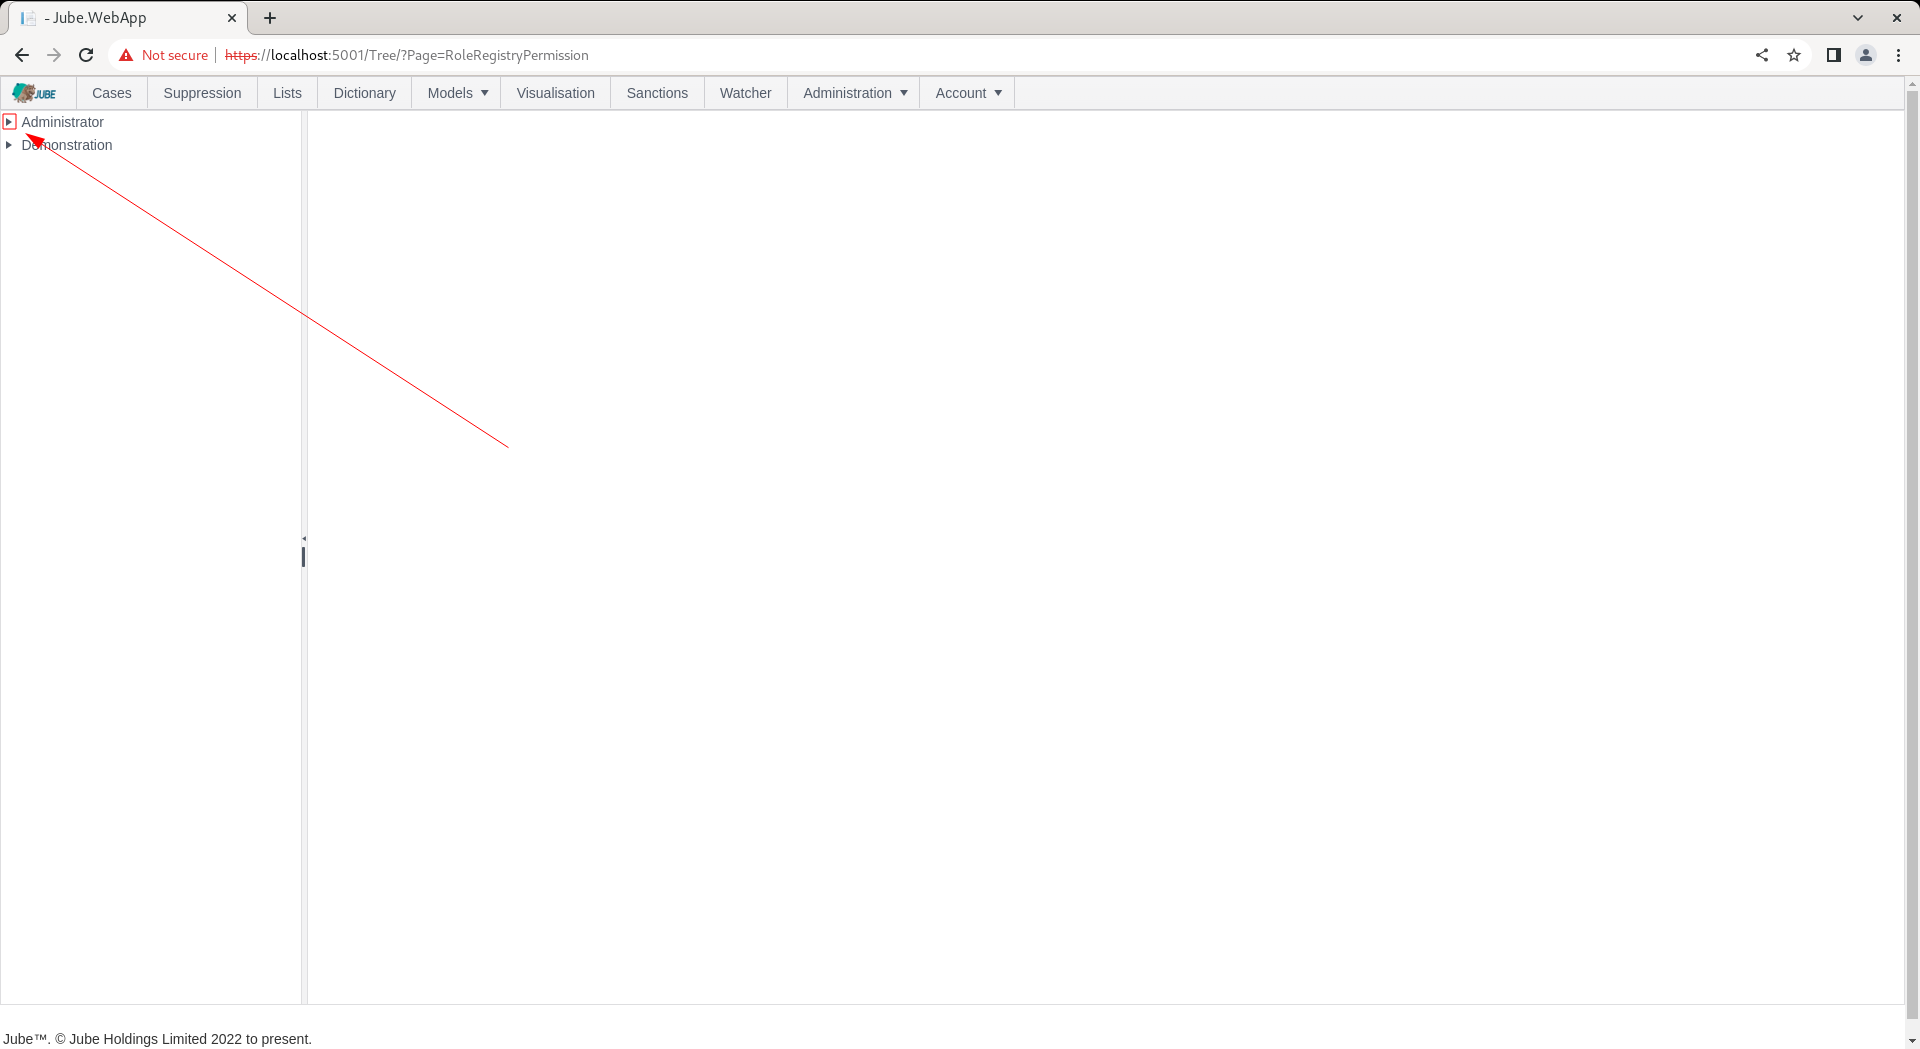 - Jube.WebApp
Not secure https://localhost:5001/Tree/?Page=RoleRegistryPermission
JUBE Cases Suppression Lists Dictionary Models Visualisation Sanctions Watcher Administration Account
Administrator
Demonstration
Jube™. © Jube Holdings Limited 2022 to present.